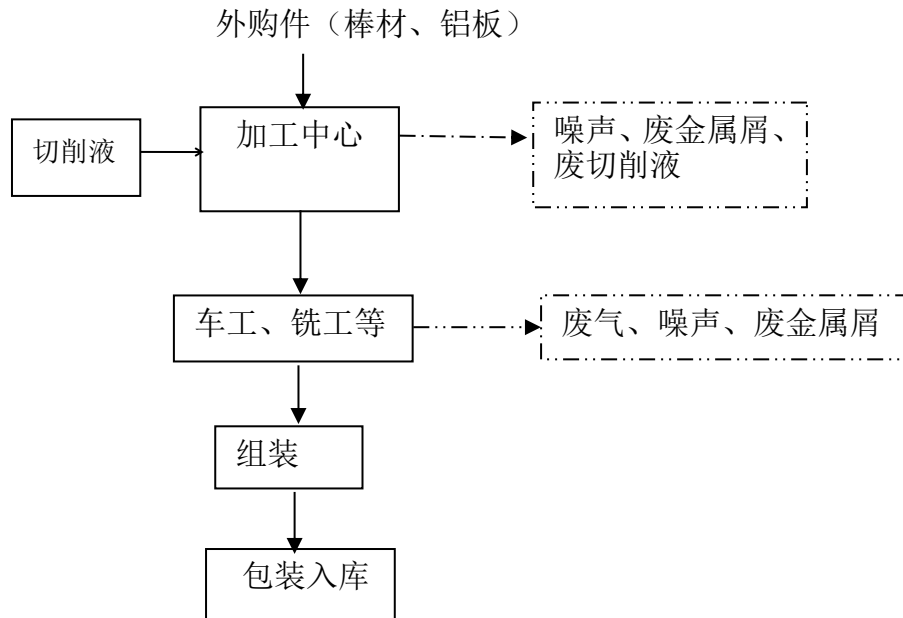 外购件（棒材、铝板）
切削液
加工中心
噪声、废金属屑、
废切削液
车工、铣工等
废气、噪声、废金属屑
组装
包装入库